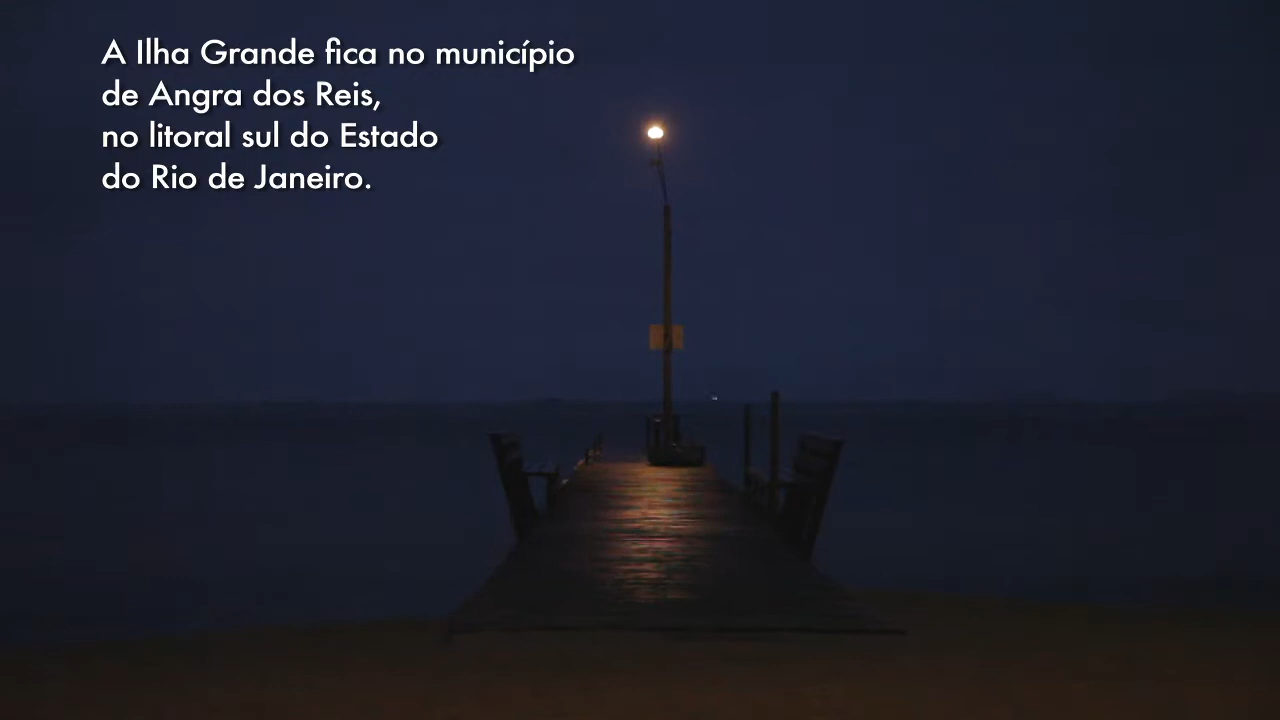 A Ilha Grande fica no município
de Angra dos Reis,
no litoral sul do Estado
do Rio de Janeiro.